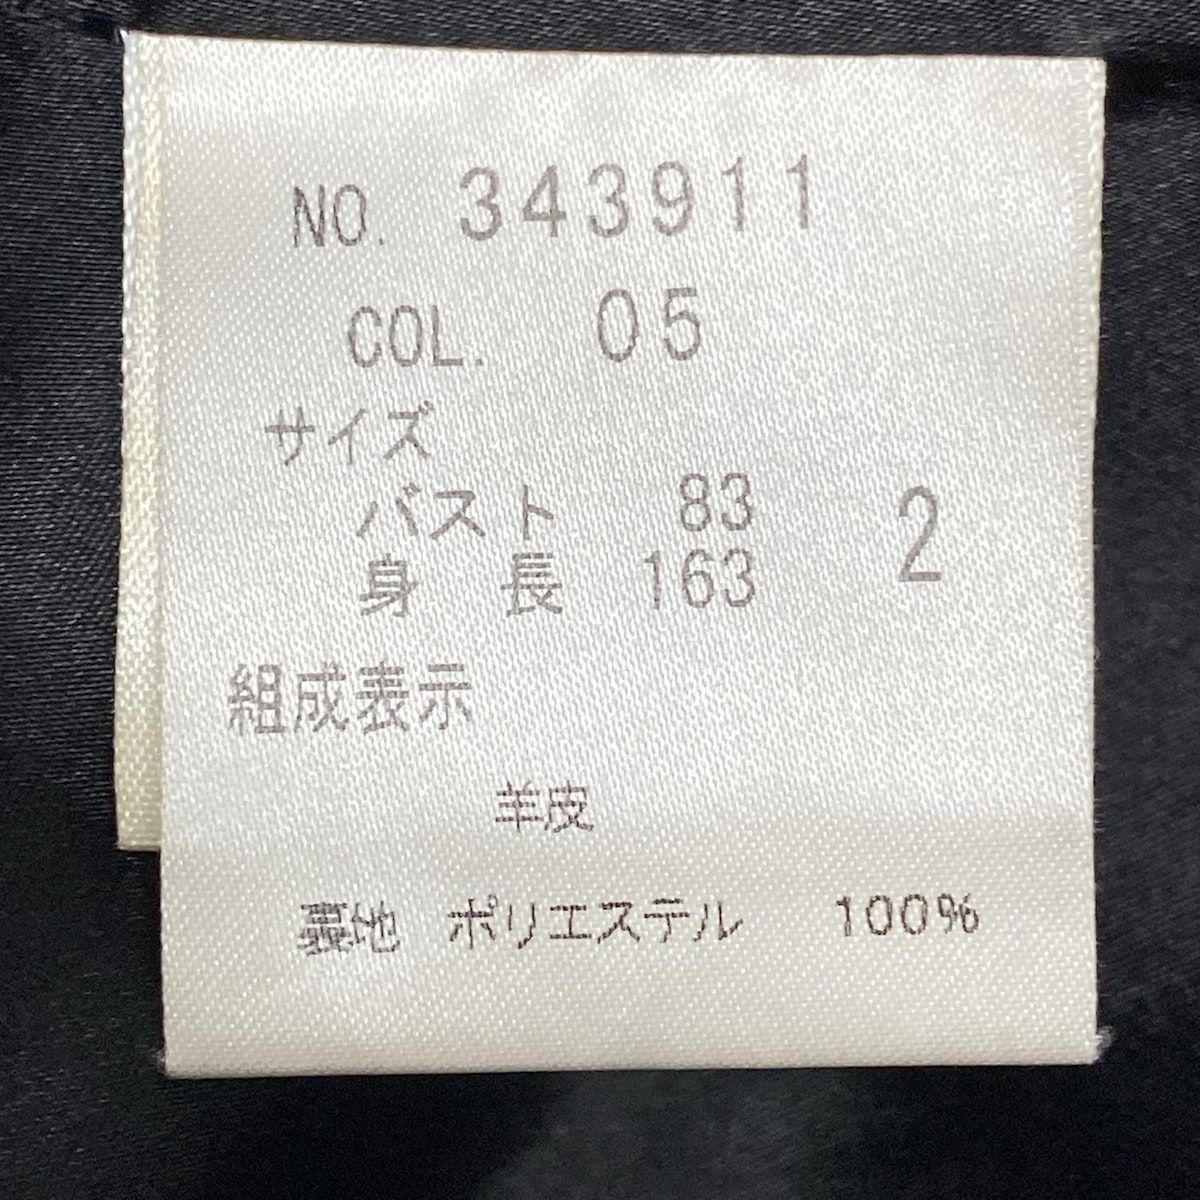 NO. 343911
COL. 05
サイズ
バスト 83 2
身長 163
組成表示
羊皮
裏地 ポリエステル 100%